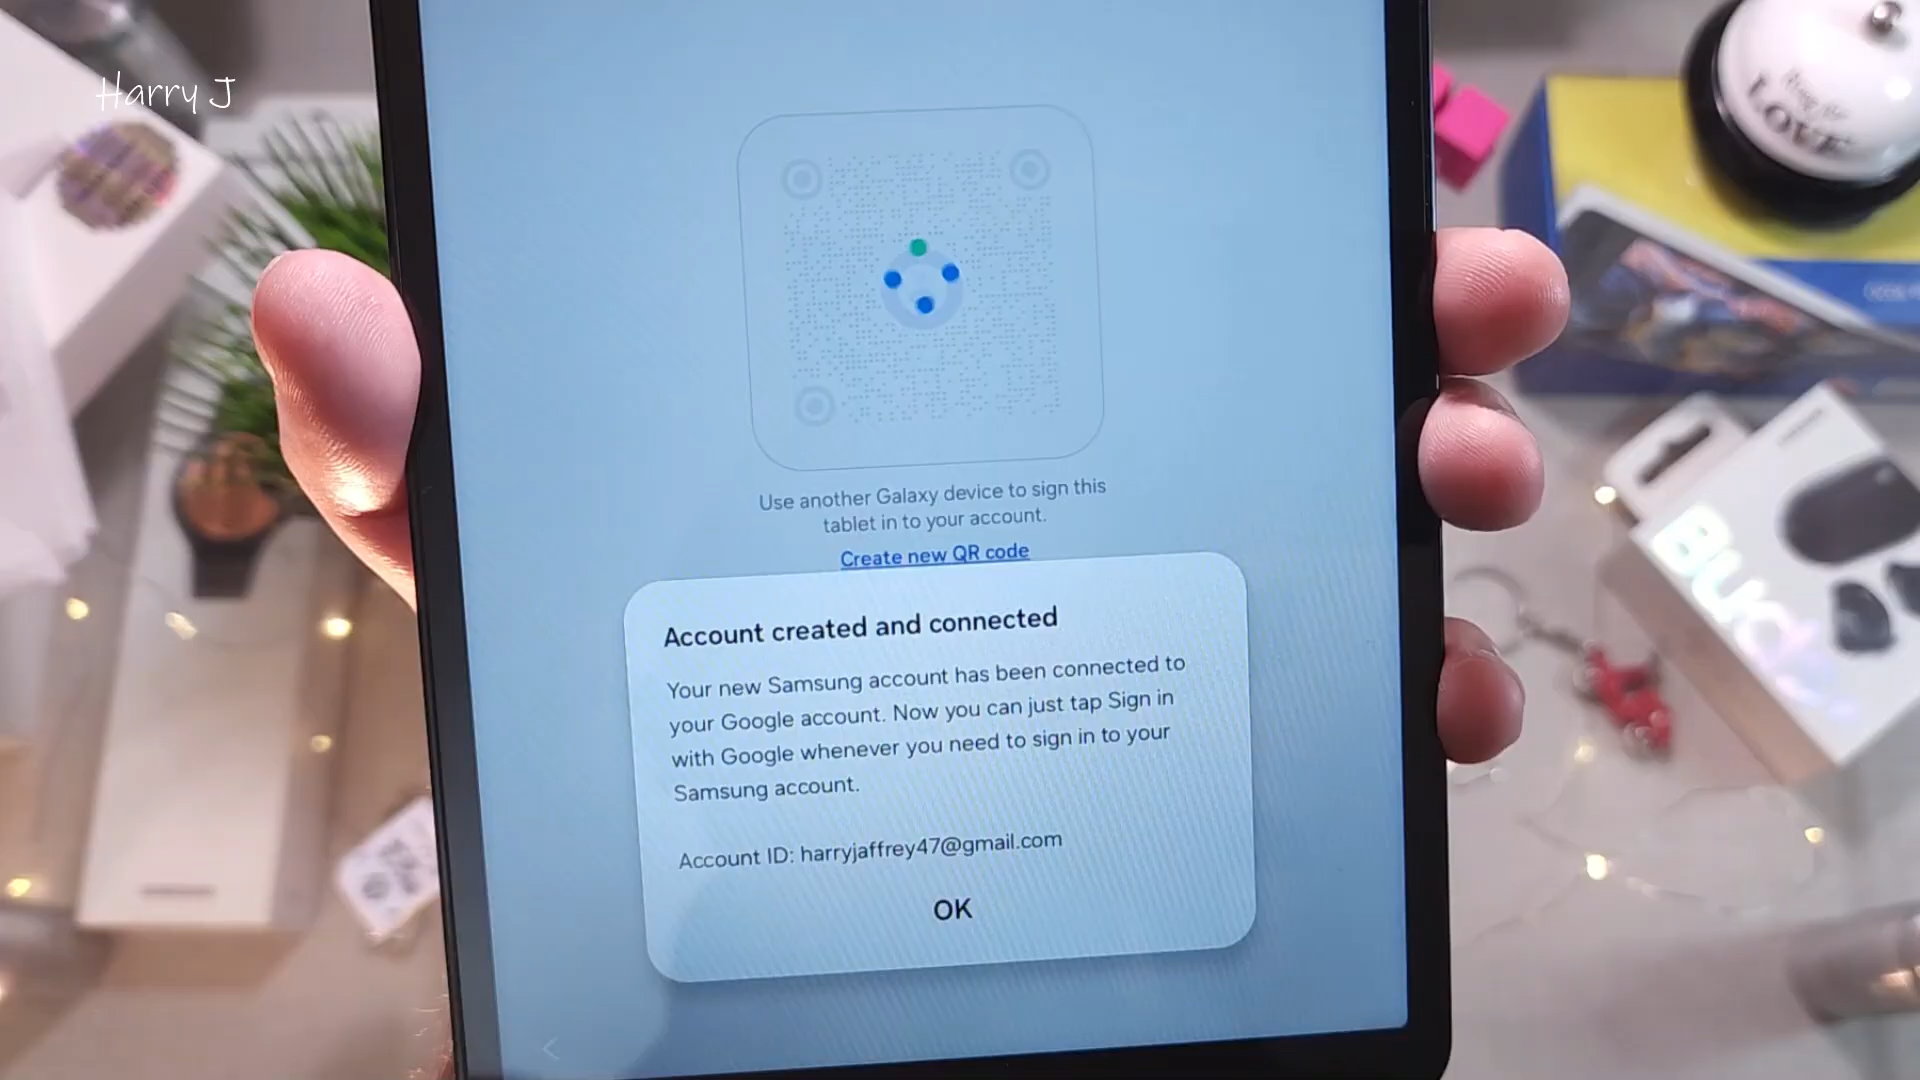 Harry J
LOVE
Use another Galaxy device to sign this
tablet in to your account.
Create new QR code
Account created and connected
Your new Samsung account has been connected to
your Google account. Now you can just tap Sign in
with Google whenever you need to sign in to your
Samsung account.
Account ID: harryjaffrey47@gmail.com
OK